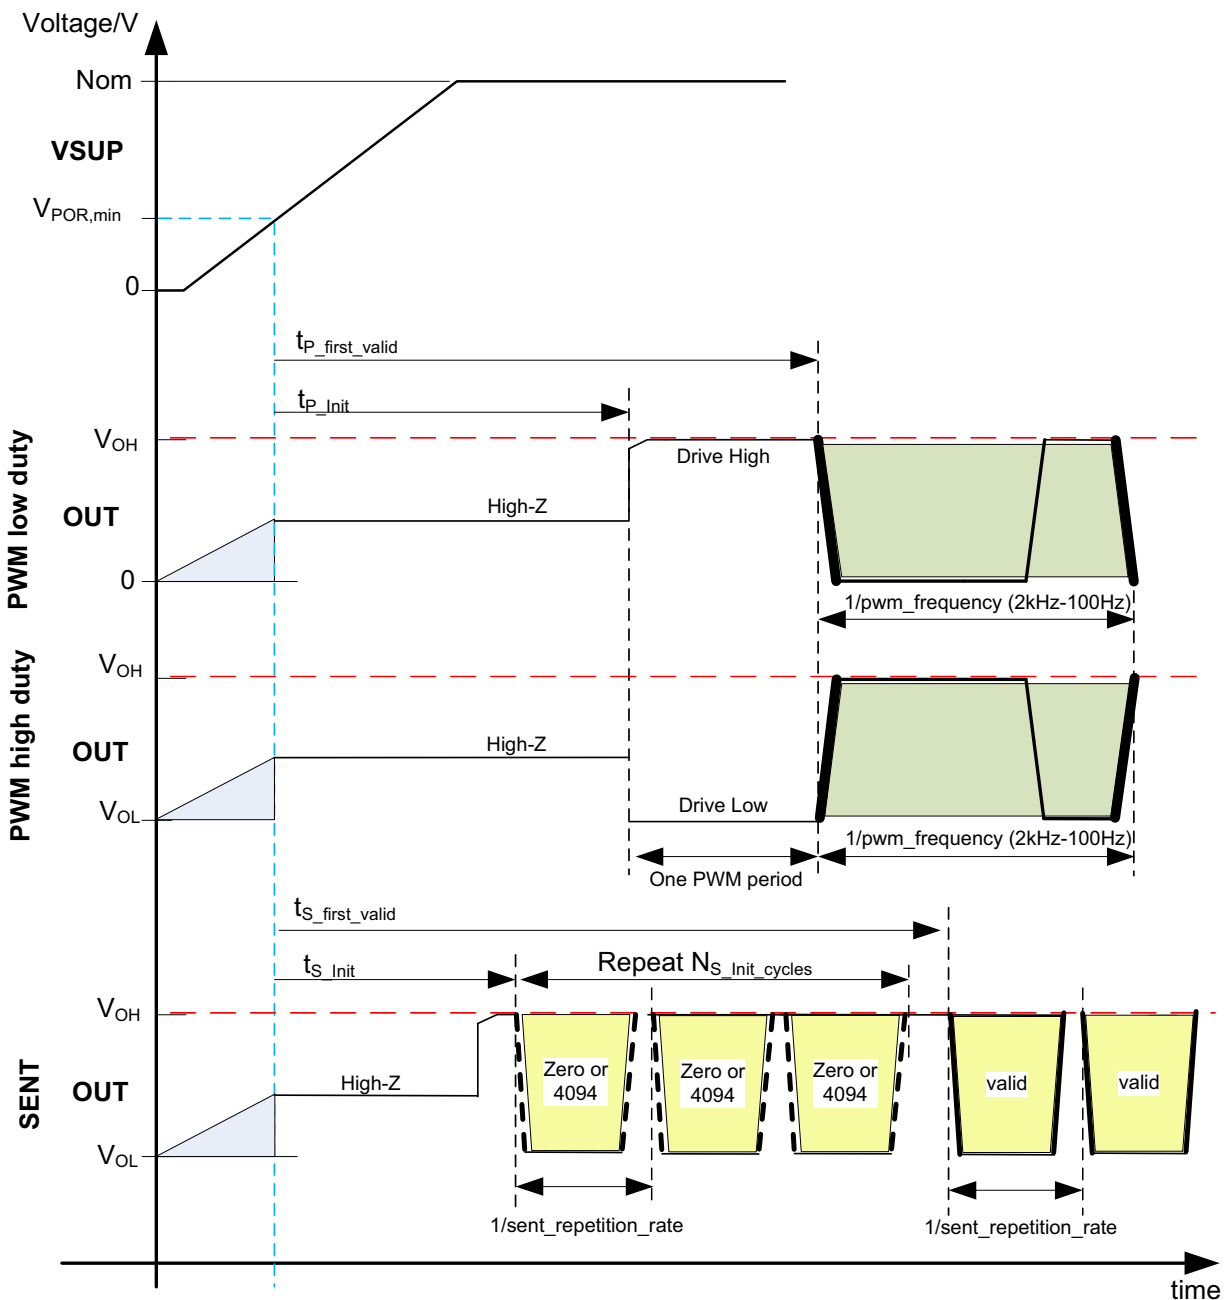 Voltage/V
Nom
VSUP
VPOR,min
0
tP_first_valid
tP_Init
VOH
Drive High
PWM low duty
OUT
High-Z
0
1/pwm_frequency (2kHz-100Hz)
VOH
PWM high duty
OUT
High-Z
VOL
Drive Low
1/pwm_frequency (2kHz-100Hz)
One PWM period
tS_first_valid
tS_Init
Repeat NS_Init_cycles
VOH
SENT
OUT
High-Z
Zero or
4094
Zero or
4094
Zero or
4094
valid
valid
VOL
1/sent_repetition_rate
1/sent_repetition_rate
time